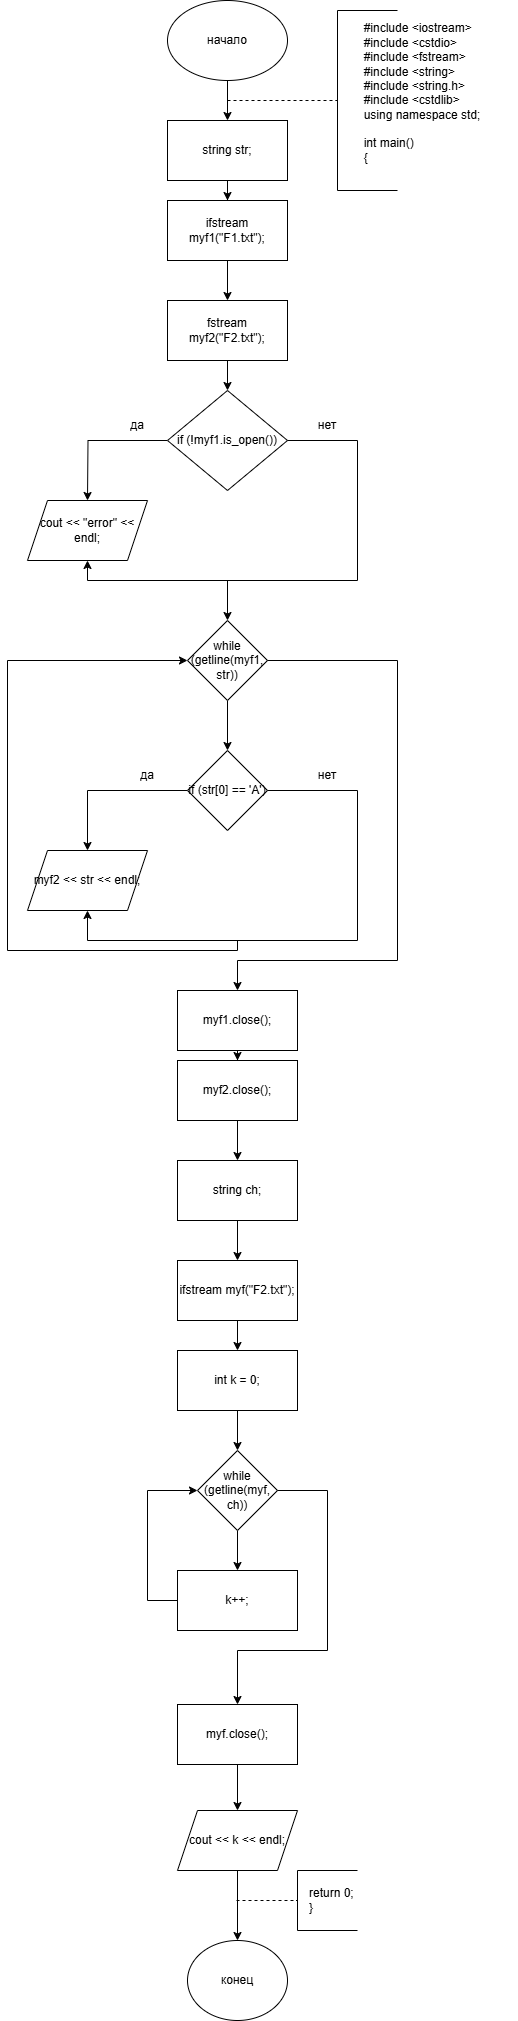 начало
#include <iostream>
#include <cstdio>
#include <fstream>
#include <string>
#include <string.h>
#include <cstdlib>
using namespace std;
int main()
{
string str;
ifstream
myf1("F1.txt");
fstream
myf2("F2.txt");
да
if (!myf1.is_open())
нет
cout << "error" <<
endl;
while
(getline(myf1,
str))
да
if (str[0] == 'A')
нет
myf2 << str << endl;
myf1.close();
myf2.close();
string ch;
ifstream myf("F2.txt");
int k = 0;
while
(getline(myf,
ch))
k++;
myf.close();
cout << k << endl;
return 0;
}
конец